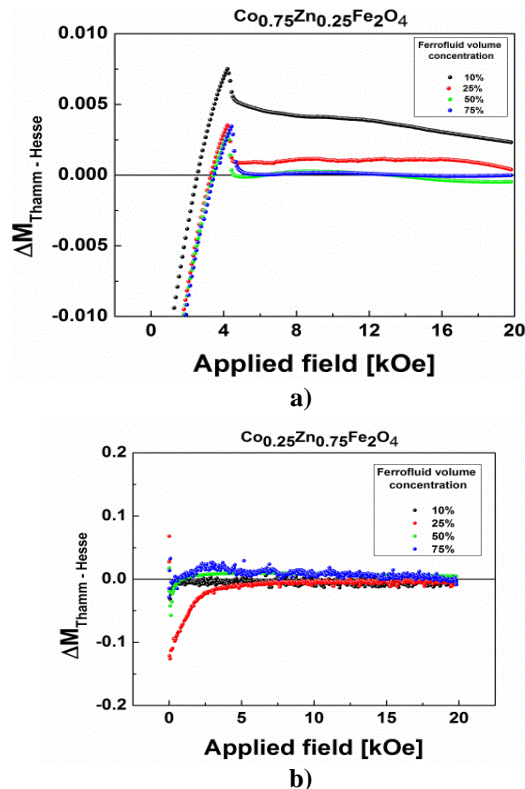 Co0.75Zn0.25Fe2O4
0.010
0.005
0.000
-0.005
-0.010
ΔMThamm - Hesse
Ferrofluid volume
concentration
10%
25%
50%
75%
0 4 8 12 16 20
Applied field [kOe]
a)
Co0.25Zn0.75Fe2O4
0.2
0.1
0.0
-0.1
-0.2
ΔMThamm - Hesse
Ferrofluid volume
concentration
10%
25%
50%
75%
0 5 10 15 20
Applied field [kOe]
b)